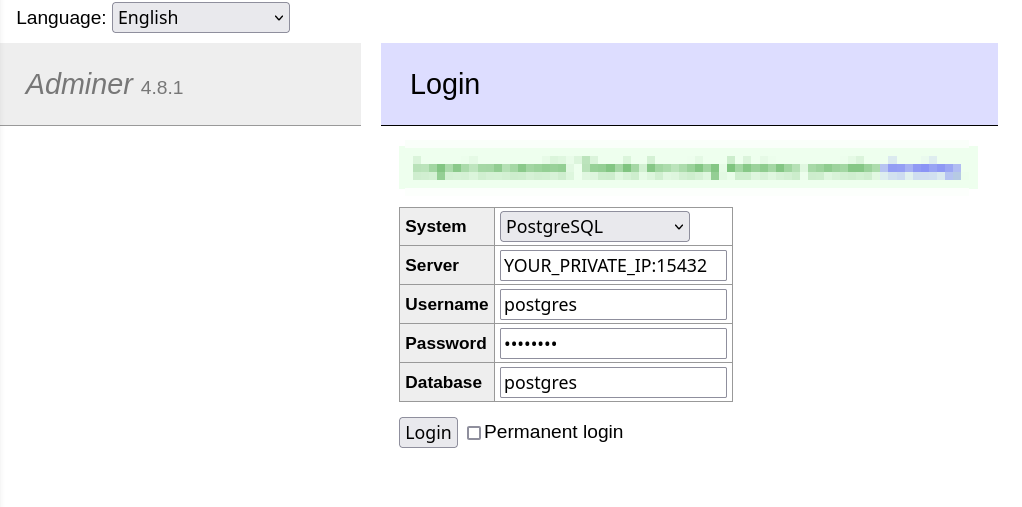 Language: English
Adminer 4.8.1
Login
System PostgreSQL
Server YOUR_PRIVATE_IP:15432
Username postgres
Password ••••••••
Database postgres
Login Permanent login